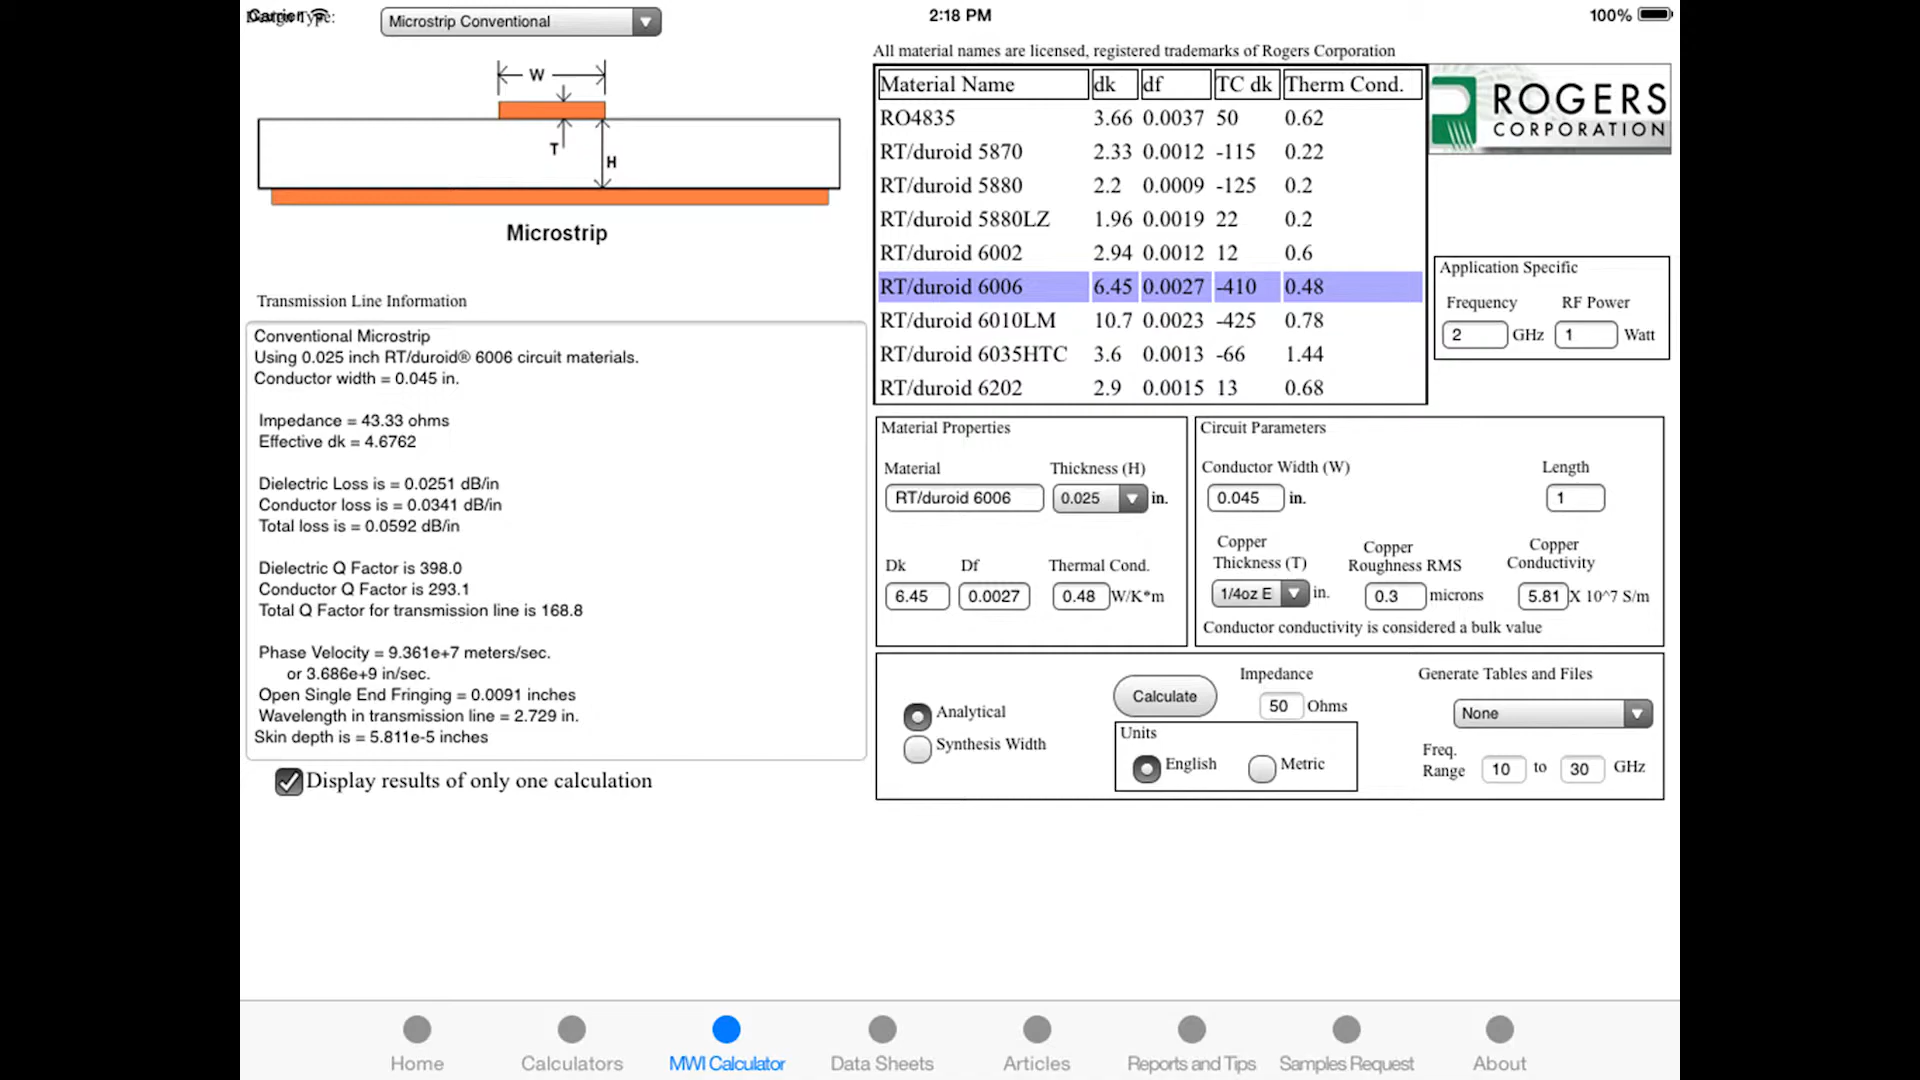 Carrier
Design Type:
Microstrip Conventional
2:18 PM
100%
W
T
H
Microstrip
Transmission Line Information
Conventional Microstrip
Using 0.025 inch RT/duroid® 6006 circuit materials.
Conductor width = 0.045 in.
Impedance = 43.33 ohms
Effective dk = 4.6762
Dielectric Loss is = 0.0251 dB/in
Conductor loss is = 0.0341 dB/in
Total loss is = 0.0592 dB/in
Dielectric Q Factor is 398.0
Conductor Q Factor is 293.1
Total Q Factor for transmission line is 168.8
Phase Velocity = 9.361e+7 meters/sec.
or 3.686e+9 in/sec.
Open Single End Fringing = 0.0091 inches
Wavelength in transmission line = 2.729 in.
Skin depth is = 5.811e-5 inches
Display results of only one calculation
All material names are licensed, registered trademarks of Rogers Corporation
Material Name dk df TC dk Therm Cond.
RO4835 3.66 0.0037 50 0.62
RT/duroid 5870 2.33 0.0012 -115 0.22
RT/duroid 5880 2.2 0.0009 -125 0.2
RT/duroid 5880LZ 1.96 0.0019 22 0.2
RT/duroid 6002 2.94 0.0012 12 0.6
RT/duroid 6006 6.45 0.0027 -410 0.48
RT/duroid 6010LM 10.7 0.0023 -425 0.78
RT/duroid 6035HTC 3.6 0.0013 -66 1.44
RT/duroid 6202 2.9 0.0015 13 0.68
ROGERS
CORPORATION
Application Specific
Frequency RF Power
2 GHz 1 Watt
Material Properties
Material Thickness (H)
RT/duroid 6006 0.025 in.
Dk Df Thermal Cond.
6.45 0.0027 0.48 W/K*m
Circuit Parameters
Conductor Width (W) Length
0.045 in. 1
Copper Thickness (T) Copper Roughness RMS Copper Conductivity
1/4oz E in. 0.3 microns 5.81 X 10^7 S/m
Conductor conductivity is considered a bulk value
Analytical
Synthesis Width
Calculate
Impedance
50 Ohms
Units
English Metric
Generate Tables and Files
None
Freq. Range 10 to 30 GHz
Home Calculators MWI Calculator Data Sheets Articles Reports and Tips Samples Request About